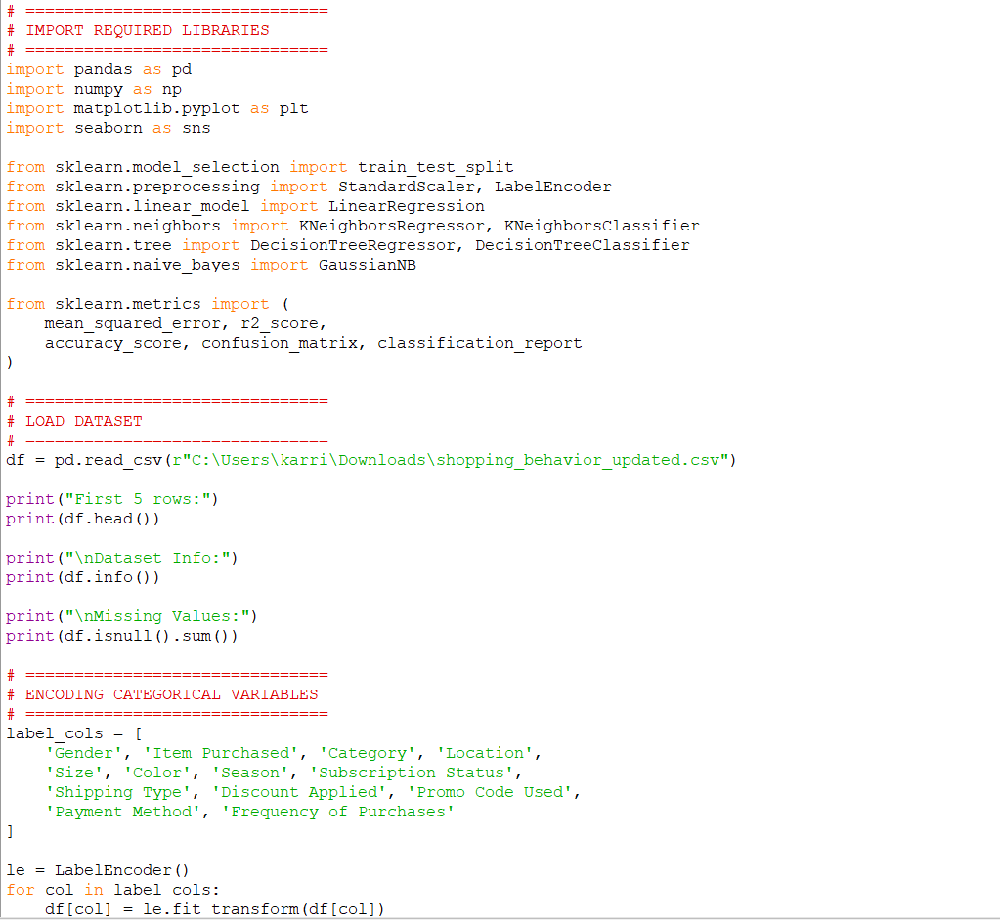 # ===============================
# IMPORT REQUIRED LIBRARIES
# ===============================
import pandas as pd
import numpy as np
import matplotlib.pyplot as plt
import seaborn as sns
from sklearn.model_selection import train_test_split
from sklearn.preprocessing import StandardScaler, LabelEncoder
from sklearn.linear_model import LinearRegression
from sklearn.neighbors import KNeighborsRegressor, KNeighborsClassifier
from sklearn.tree import DecisionTreeRegressor, DecisionTreeClassifier
from sklearn.naive_bayes import GaussianNB
from sklearn.metrics import (
    mean_squared_error, r2_score,
    accuracy_score, confusion_matrix, classification_report
)
# ===============================
# LOAD DATASET
# ===============================
df = pd.read_csv(r"C:\Users\karri\Downloads\shopping_behavior_updated.csv")
print("First 5 rows:")
print(df.head())
print("\nDataset Info:")
print(df.info())
print("\nMissing Values:")
print(df.isnull().sum())
# ===============================
# ENCODING CATEGORICAL VARIABLES
# ===============================
label_cols = [
    'Gender', 'Item Purchased', 'Category', 'Location',
    'Size', 'Color', 'Season', 'Subscription Status',
    'Shipping Type', 'Discount Applied', 'Promo Code Used',
    'Payment Method', 'Frequency of Purchases'
]
le = LabelEncoder()
for col in label_cols:
    df[col] = le.fit_transform(df[col])